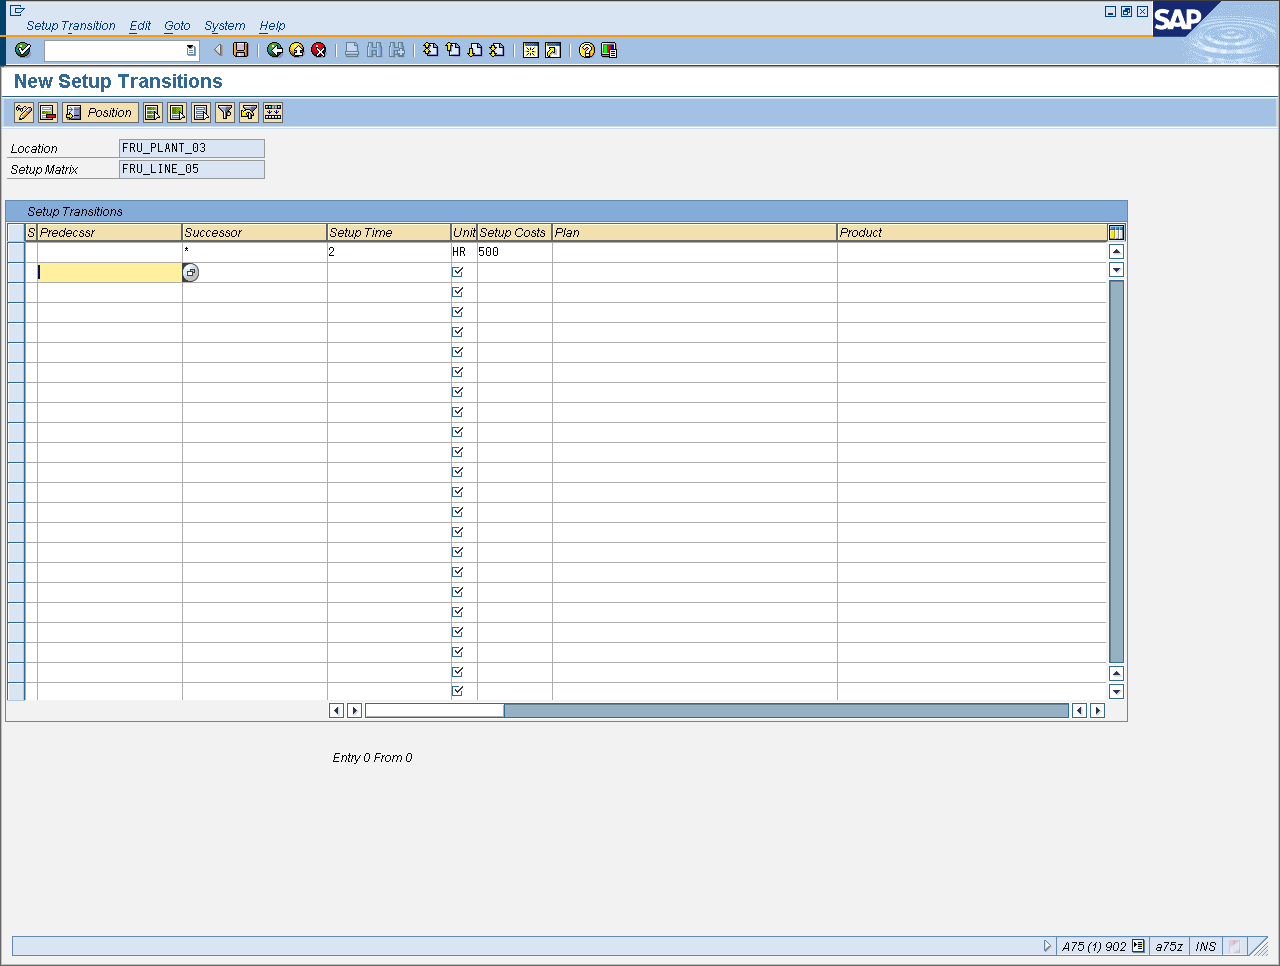 Setup Transition Edit Goto System Help
SAP
New Setup Transitions
Position
Location FRU_PLANT_03
Setup Matrix FRU_LINE_05
Setup Transitions
S Predecssr Successor Setup Time Unit Setup Costs Plan Product
* 2 HR 500
Entry 0 From 0
A75 (1) 902 a75z INS